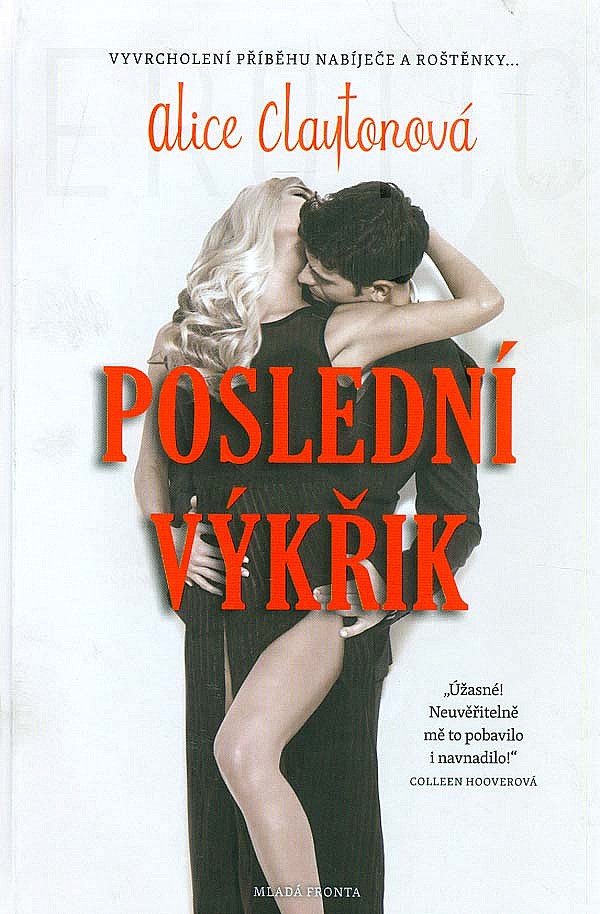 VYVRCHOLENÍ PŘÍBĚHU NABÍJEČE A ROŠTĚNKY...
alice claytonová
POSLEDNÍ
VÝKŘIK
„Úžasné!
Neuvěřitelně
mě to pobavilo
i navnadilo!“
COLLEEN HOOVEROVÁ
MLADÁ FRONTA